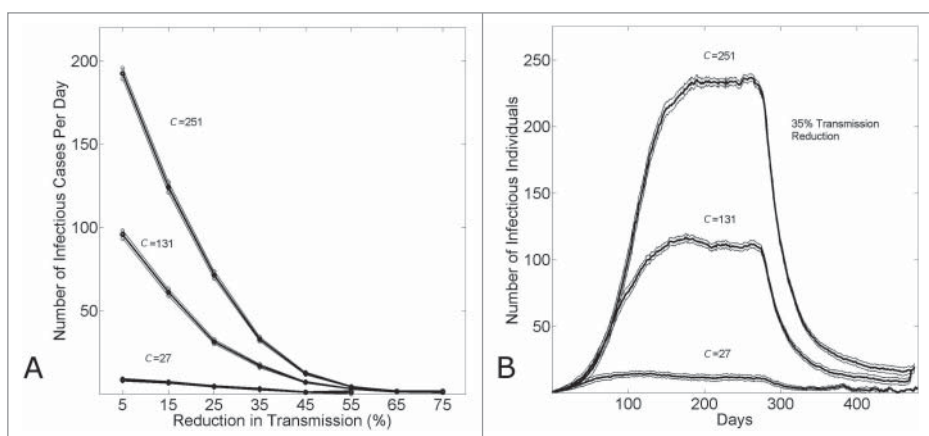 A
Number of Infectious Cases Per Day
200
150
100
50
C=251
C=131
C=27
5 15 25 35 45 55 65 75
Reduction in Transmission (%)
B
Number of Infectious Individuals
250
200
150
100
50
C=251
35% Transmission
Reduction
C=131
C=27
100 200 300 400
Days